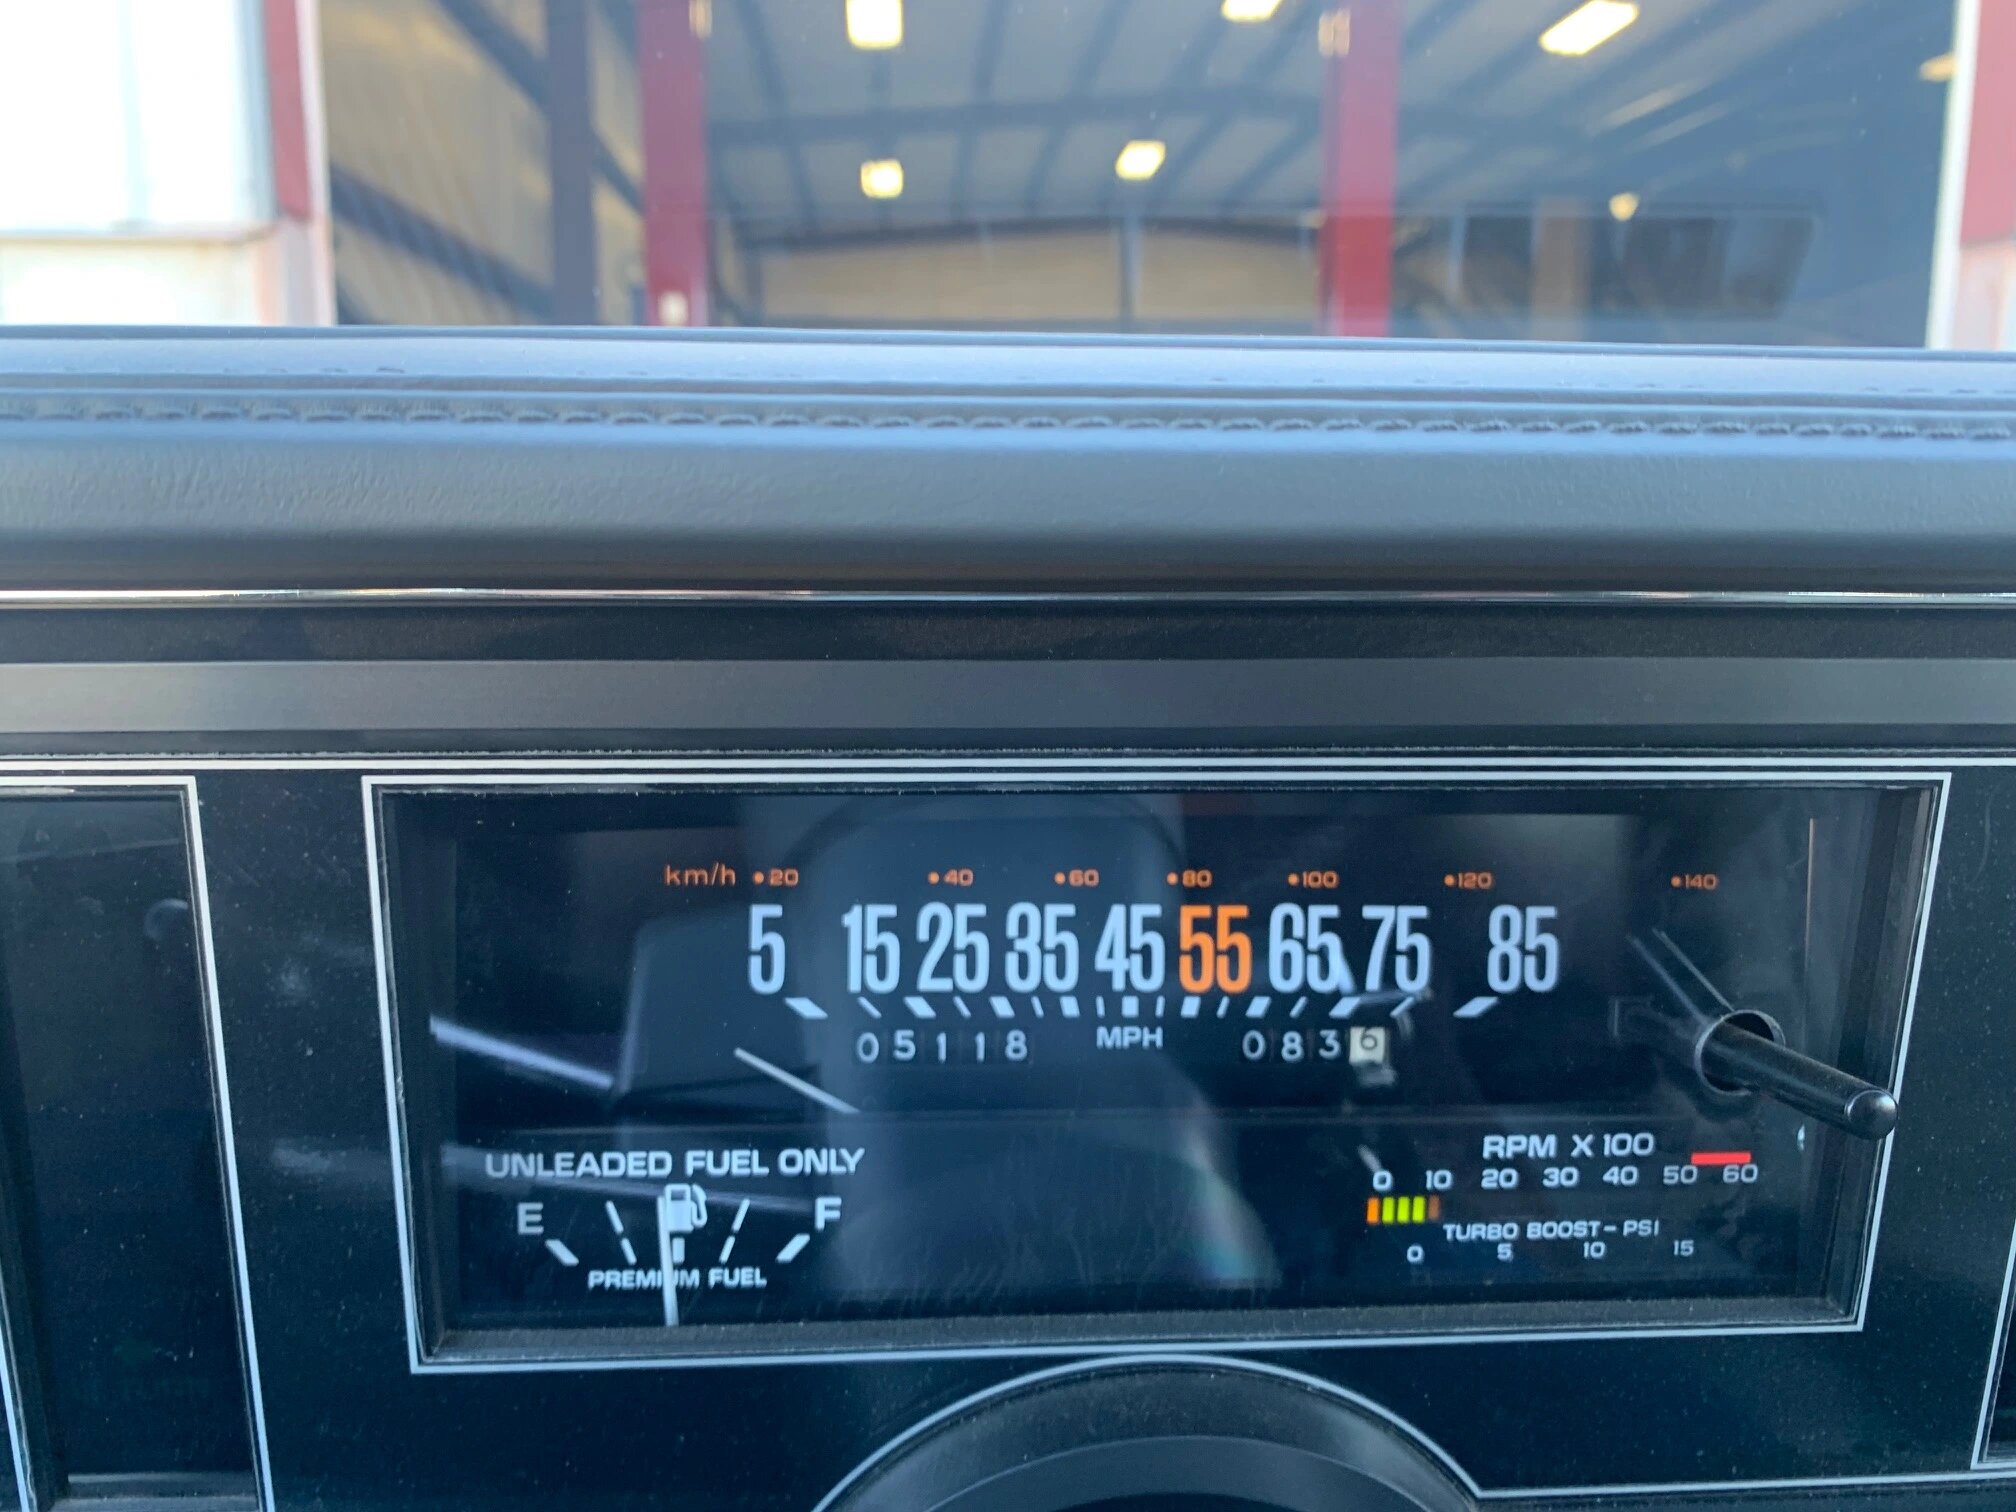 km/h 20 40 60 80 100 120 140
5 15 25 35 45 55 65 75 85
05118 MPH 0836
UNLEADED FUEL ONLY
E F
PREMIUM FUEL
RPM X 100
0 10 20 30 40 50 60
TURBO BOOST - PSI
0 5 10 15